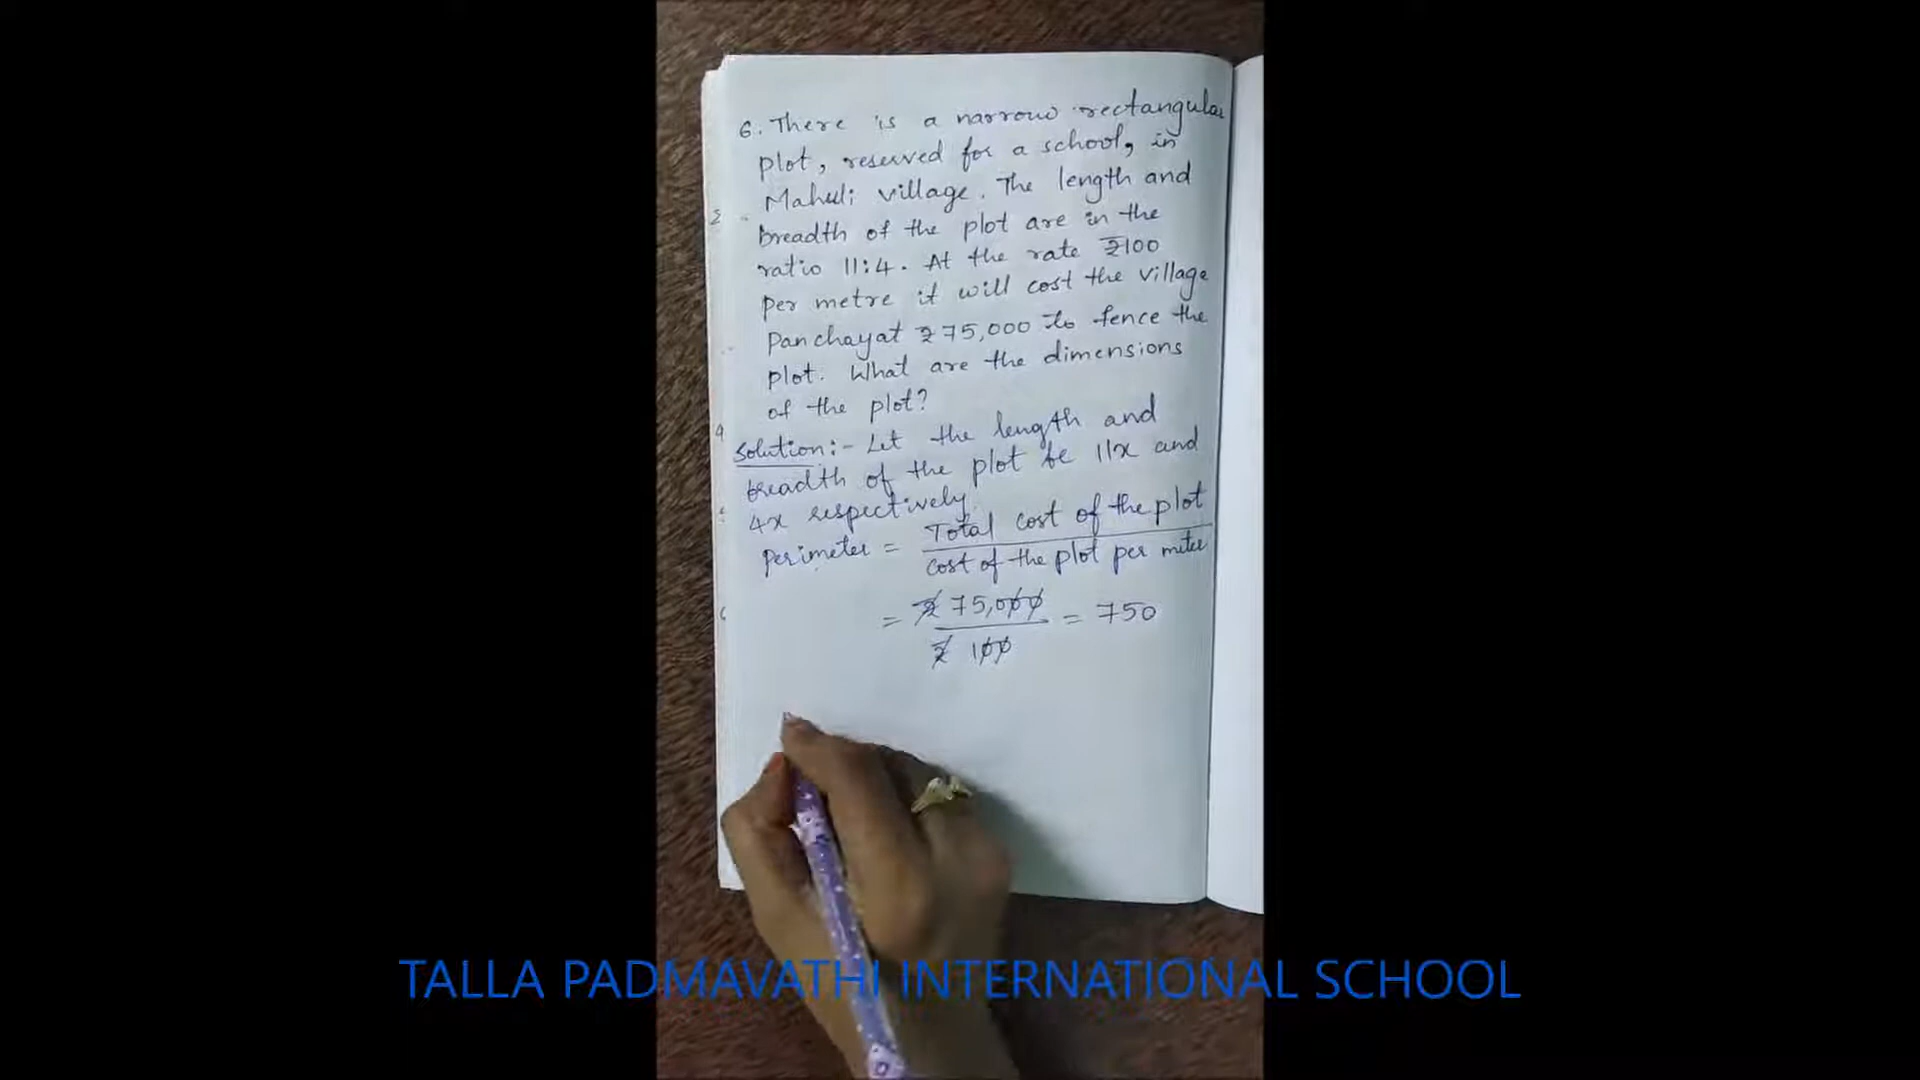 6. There is a narrow rectangular
plot, reserved for a school, in
Mahuli village. The length and
breadth of the plot are in the
ratio 11:4. At the rate ₹100
per metre it will cost the village
panchayat ₹75,000 to fence the
plot. What are the dimensions
of the plot?
Solution:- Let the length and
breadth of the plot be 11x and
4x respectively.
Perimeter = Total cost of the plot
cost of the plot per meter
= ₹ 75,000 = 750
₹ 100
TALLA PADMAVATHI INTERNATIONAL SCHOOL